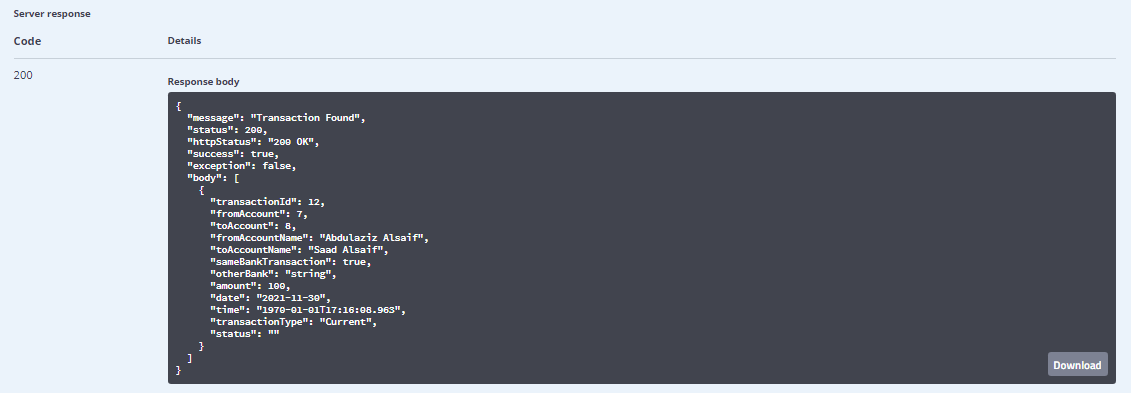 Server response
Code Details
200
Response body
{
  "message": "Transaction Found",
  "status": 200,
  "httpStatus": "200 OK",
  "success": true,
  "exception": false,
  "body": [
    {
      "transactionId": 12,
      "fromAccount": 7,
      "toAccount": 8,
      "fromAccountName": "Abdulaziz Alsaif",
      "toAccountName": "Saad Alsaif",
      "sameBankTransaction": true,
      "otherBank": "string",
      "amount": 100,
      "date": "2021-11-30",
      "time": "1970-01-01T17:16:08.963",
      "transactionType": "Current",
      "status": ""
    }
  ]
}
Download